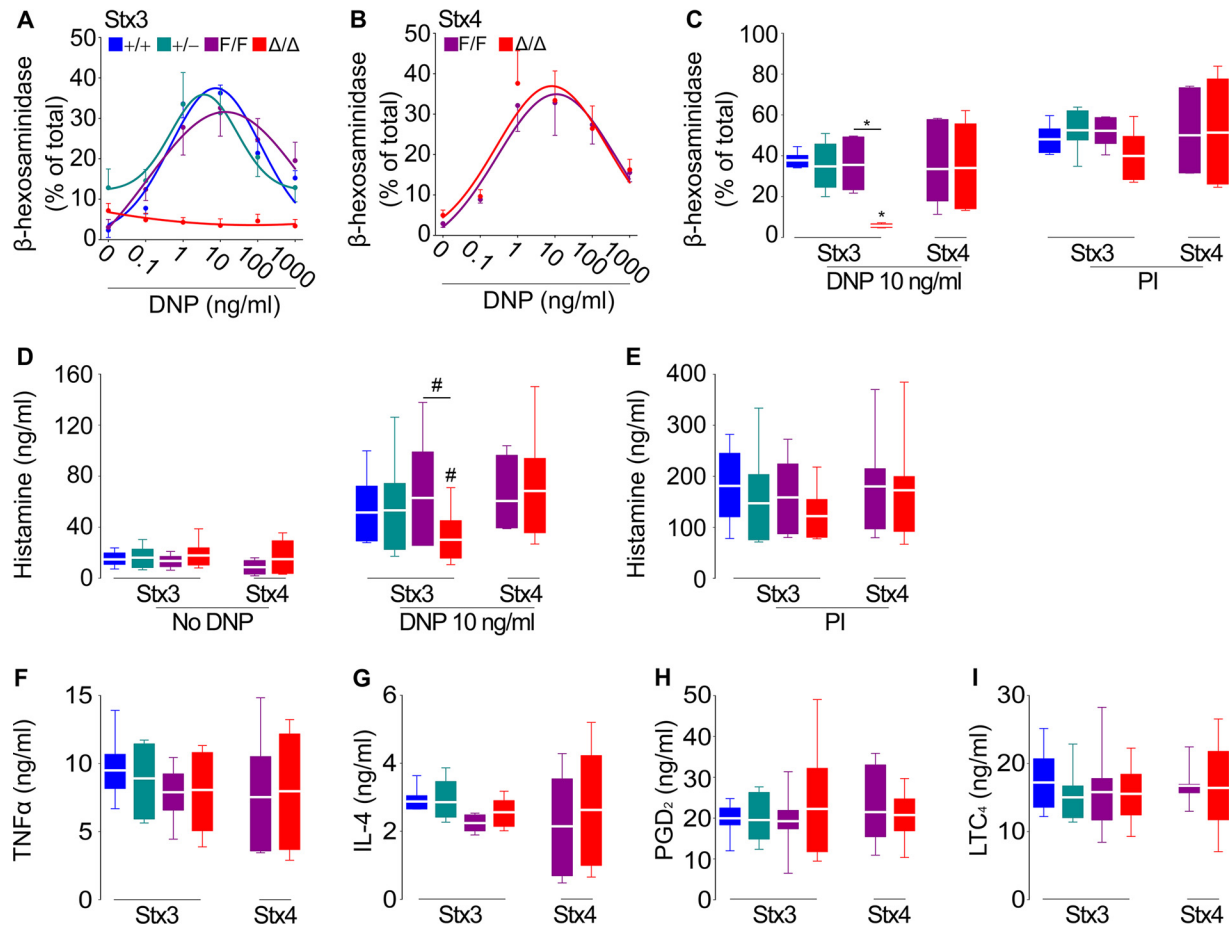 A
Stx3
+/+ +/− F/F Δ/Δ
β-hexosaminidase
(% of total)
50
40
30
20
10
0
0 0.1 1 10 100 1000
DNP (ng/ml)
B
Stx4
F/F Δ/Δ
β-hexosaminidase
(% of total)
50
40
30
20
10
0
0 0.1 1 10 100 1000
DNP (ng/ml)
C
β-hexosaminidase
(% of total)
100
80
60
40
20
0
*
*
Stx3 Stx4 Stx3 Stx4
DNP 10 ng/ml PI
D
Histamine (ng/ml)
160
120
80
40
0
#
#
Stx3 Stx4 Stx3 Stx4
No DNP DNP 10 ng/ml
E
Histamine (ng/ml)
400
300
200
100
0
Stx3 Stx4
PI
F
TNFα (ng/ml)
15
10
5
0
Stx3 Stx4
G
IL-4 (ng/ml)
6
4
2
0
Stx3 Stx4
H
PGD₂ (ng/ml)
50
40
30
20
10
0
Stx3 Stx4
I
LTC₄ (ng/ml)
30
20
10
0
Stx3 Stx4